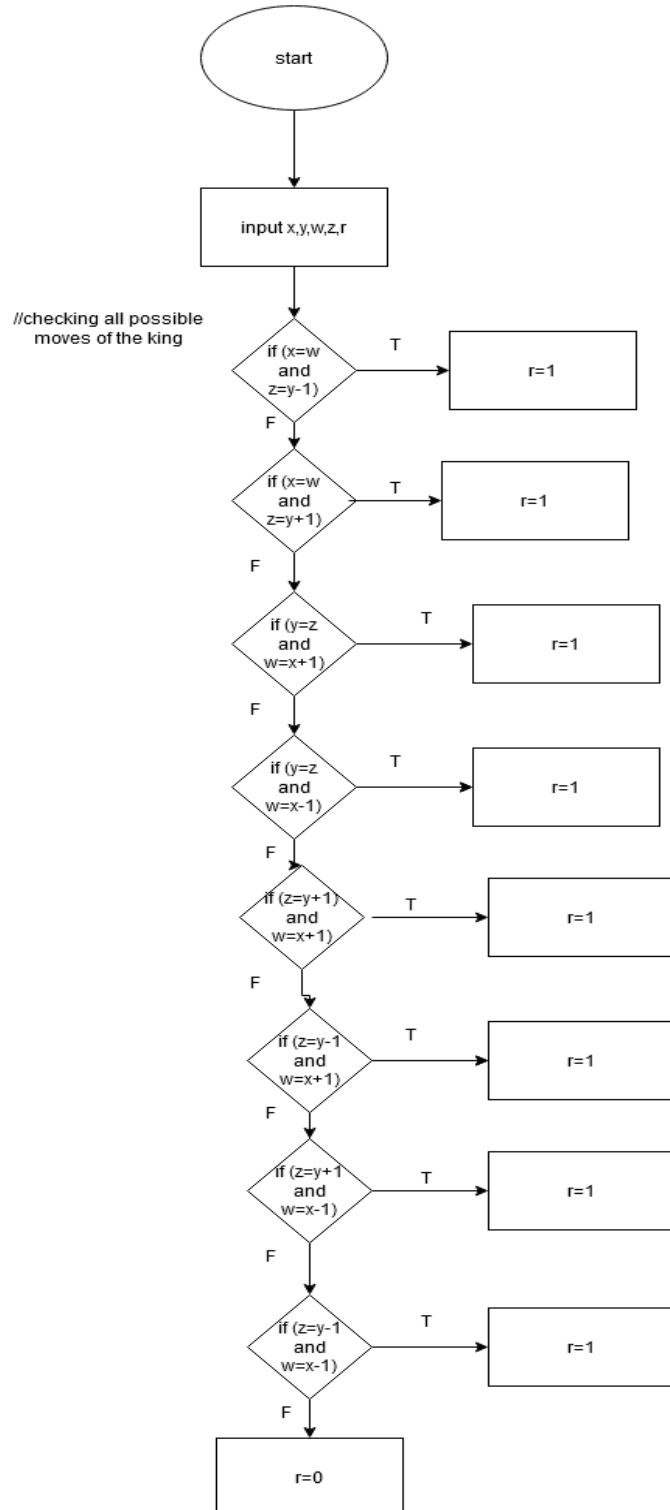 start
input x,y,w,z,r
//checking all possible
moves of the king
if (x=w
and
z=y-1)
T
r=1
F
if (x=w
and
z=y+1)
T
r=1
F
if (y=z
and
w=x+1)
T
r=1
F
if (y=z
and
w=x-1)
T
r=1
F
if (z=y+1)
and
w=x+1)
T
r=1
F
if (z=y-1
and
w=x+1)
T
r=1
F
if (z=y+1
and
w=x-1)
T
r=1
F
if (z=y-1
and
w=x-1)
T
r=1
F
r=0